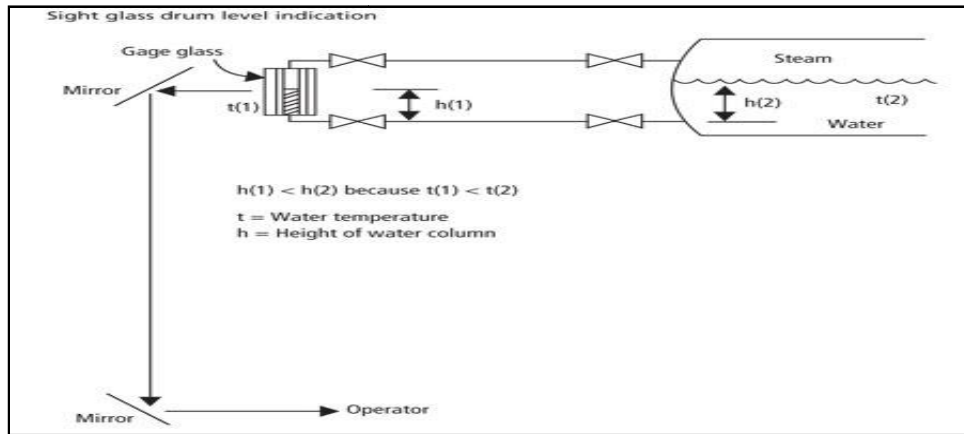 Sight glass drum level indication
Gage glass
Steam
Mirror
t(1)
h(1)
h(2)
t(2)
Water
h(1) < h(2) because t(1) < t(2)
t = Water temperature
h = Height of water column
Operator
Mirror